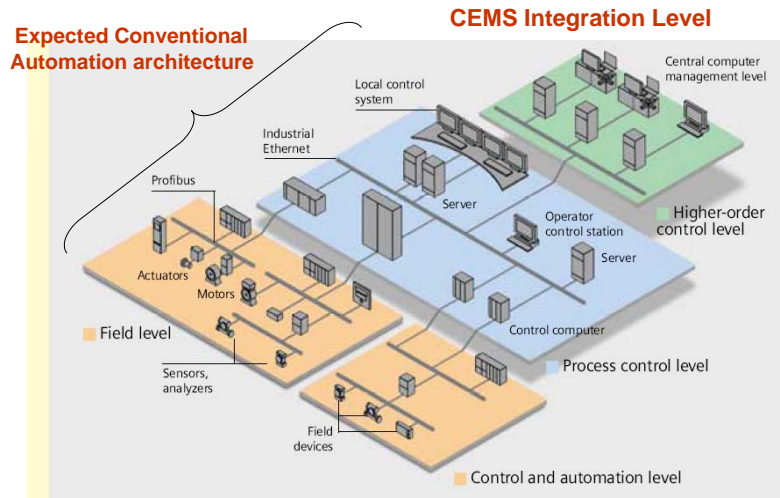 CEMS Integration Level
Expected Conventional
Automation architecture
Central computer
management level
Local control
system
Industrial
Ethernet
Profibus
Server
Operator
control station
Higher-order
control level
Server
Actuators
Motors
Control computer
Field level
Process control level
Sensors,
analyzers
Field
devices
Control and automation level